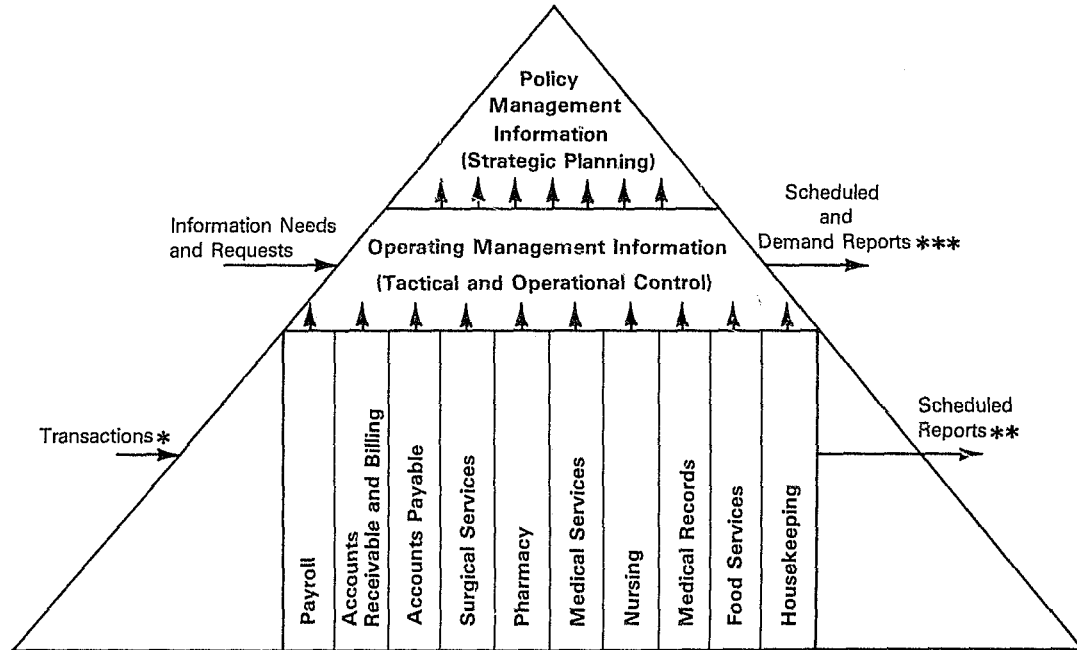 Policy
Management
Information
(Strategic Planning)
Information Needs
and Requests
Scheduled
and
Demand Reports ***
Operating Management Information
(Tactical and Operational Control)
Transactions *
Scheduled
Reports **
Payroll
Accounts
Receivable and Billing
Accounts Payable
Surgical Services
Pharmacy
Medical Services
Nursing
Medical Records
Food Services
Housekeeping